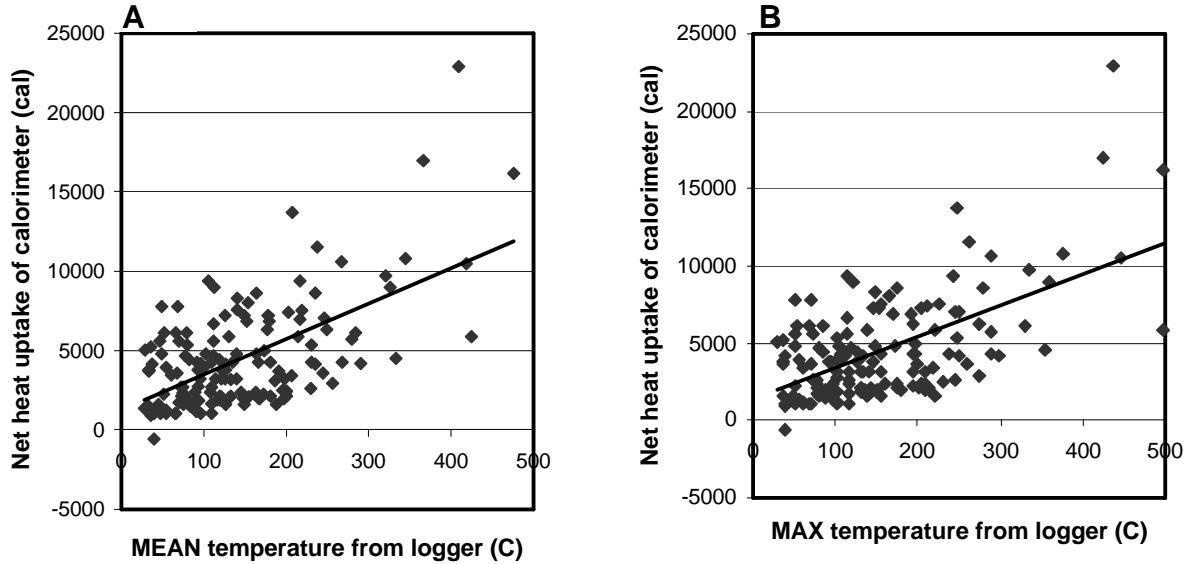 A
25000
20000
15000
10000
5000
0
-5000
0 100 200 300 400 500
Net heat uptake of calorimeter (cal)
MEAN temperature from logger (C)
B
25000
20000
15000
10000
5000
0
-5000
0 100 200 300 400 500
Net heat uptake of calorimeter (cal)
MAX temperature from logger (C)